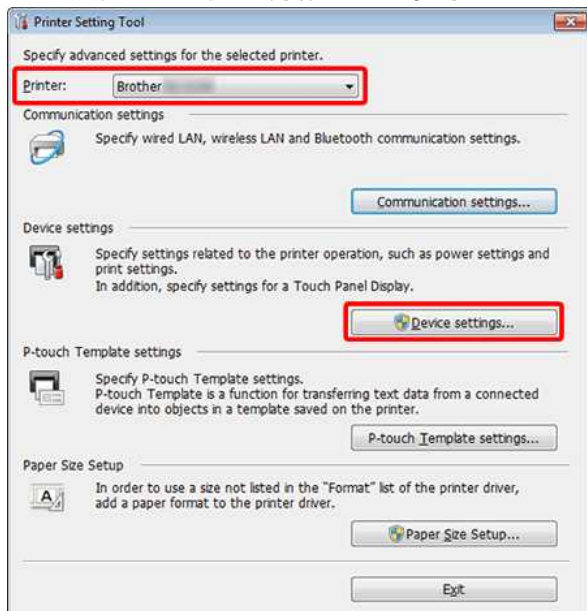 Printer Setting Tool
Specify advanced settings for the selected printer.
Printer:
Brother
Communication settings
Specify wired LAN, wireless LAN and Bluetooth communication settings.
Communication settings...
Device settings
Specify settings related to the printer operation, such as power settings and
print settings.
In addition, specify settings for a Touch Panel Display.
Device settings...
P-touch Template settings
Specify P-touch Template settings.
P-touch Template is a function for transferring text data from a connected
device into objects in a template saved on the printer.
P-touch Template settings...
Paper Size Setup
In order to use a size not listed in the "Format" list of the printer driver,
add a paper format to the printer driver.
Paper Size Setup...
Exit